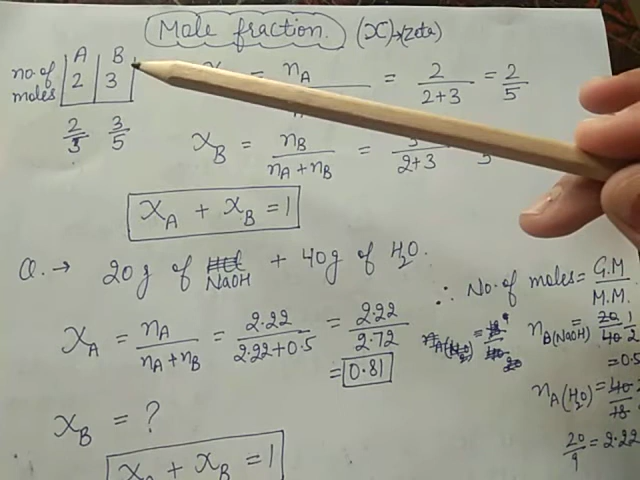 Mole fraction. (x)→(zeta)
A B
no. of moles 2 3
= nA = 2/2+3 = 2/5
2/5 3/5
xB = nB/nA+nB = 2+3
xA + xB = 1
Q. → 20g of NaOH + 40g of H2O.
∴ No. of moles = G.M/M.M.
xA = nA/nA+nB = 2.22/2.22+0.5 = 2.22/2.72
= 0.81
nB(NaOH) = 20/40 1/2
= 0.5
nA(H2O) = 40/18
20/9 = 2.22
xB = ?
xA + xB = 1